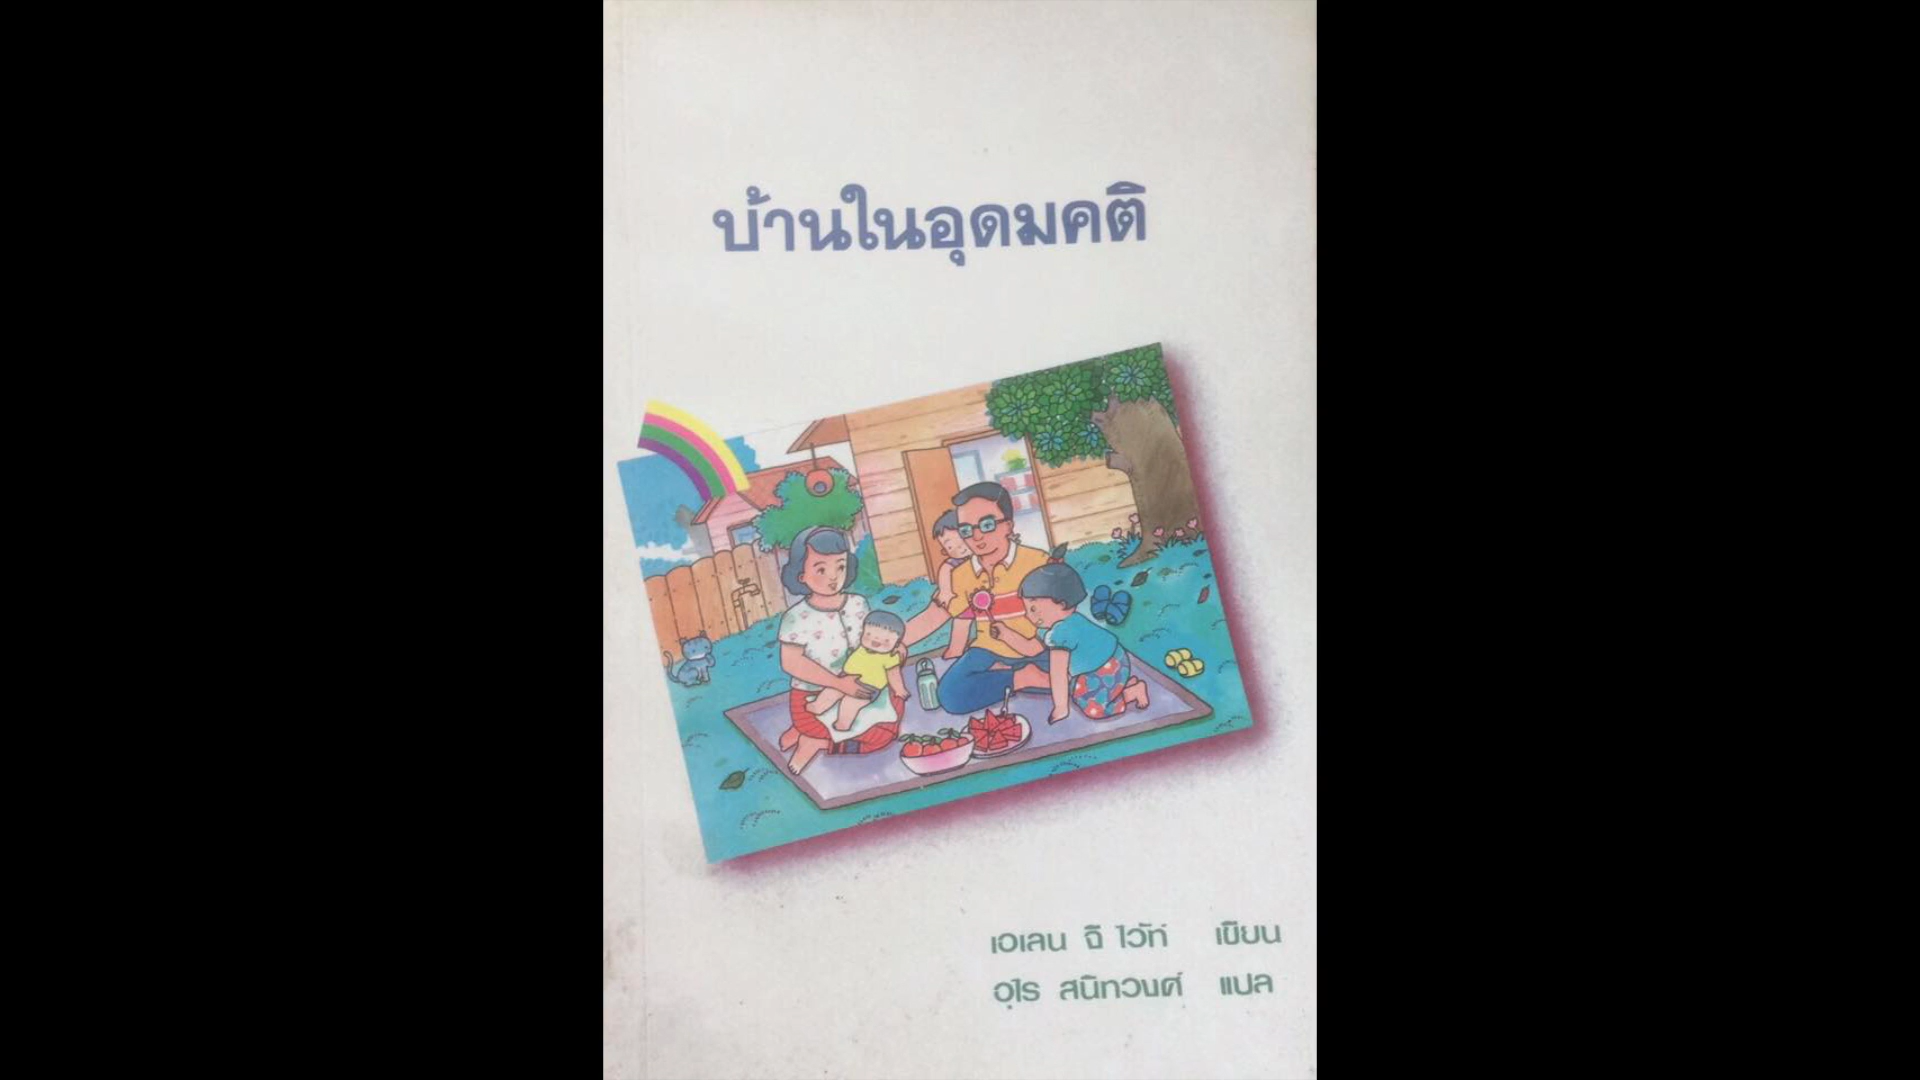 บ้านในอุดมคติ
เอเลน จี ไว้ท์ เขียน
อุไร สนิทวงศ์ แปล